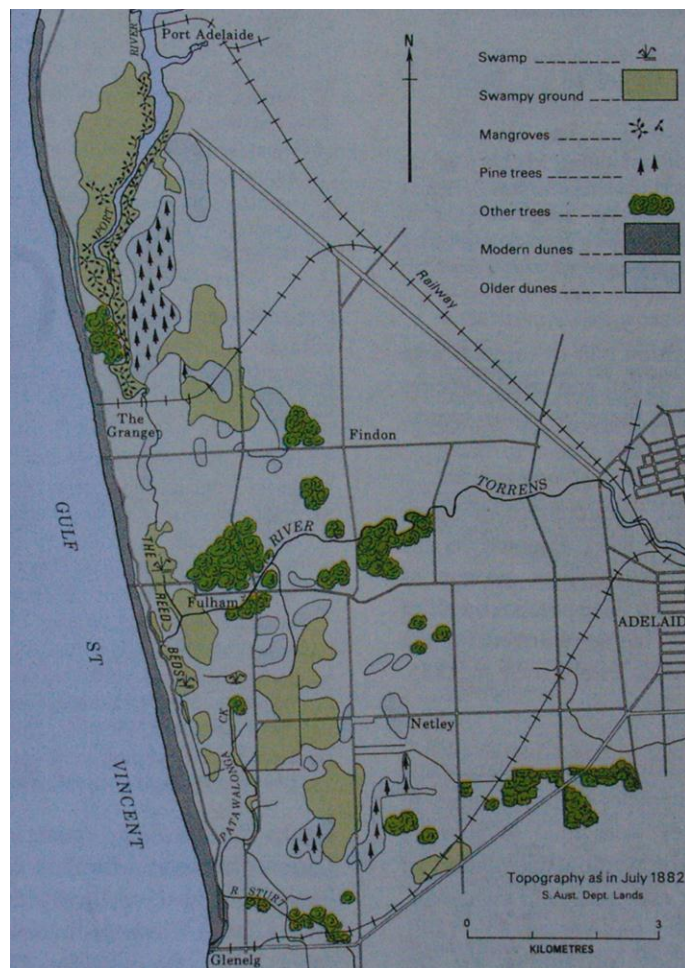 RIVER
Port Adelaide
N
Swamp
Swampy ground
Mangroves
Pine trees
Other trees
Modern dunes
Older dunes
PORT
Railway
The
Grange
Findon
TORRENS
RIVER
GULF
ST
VINCENT
THE
REED
BEDS
Fulham
ADELAID
CK
Netley
PATAWALONGA
R STURT
Glenelg
Topography as in July 1882
S. Aust. Dept. Lands
0 3
KILOMETRES